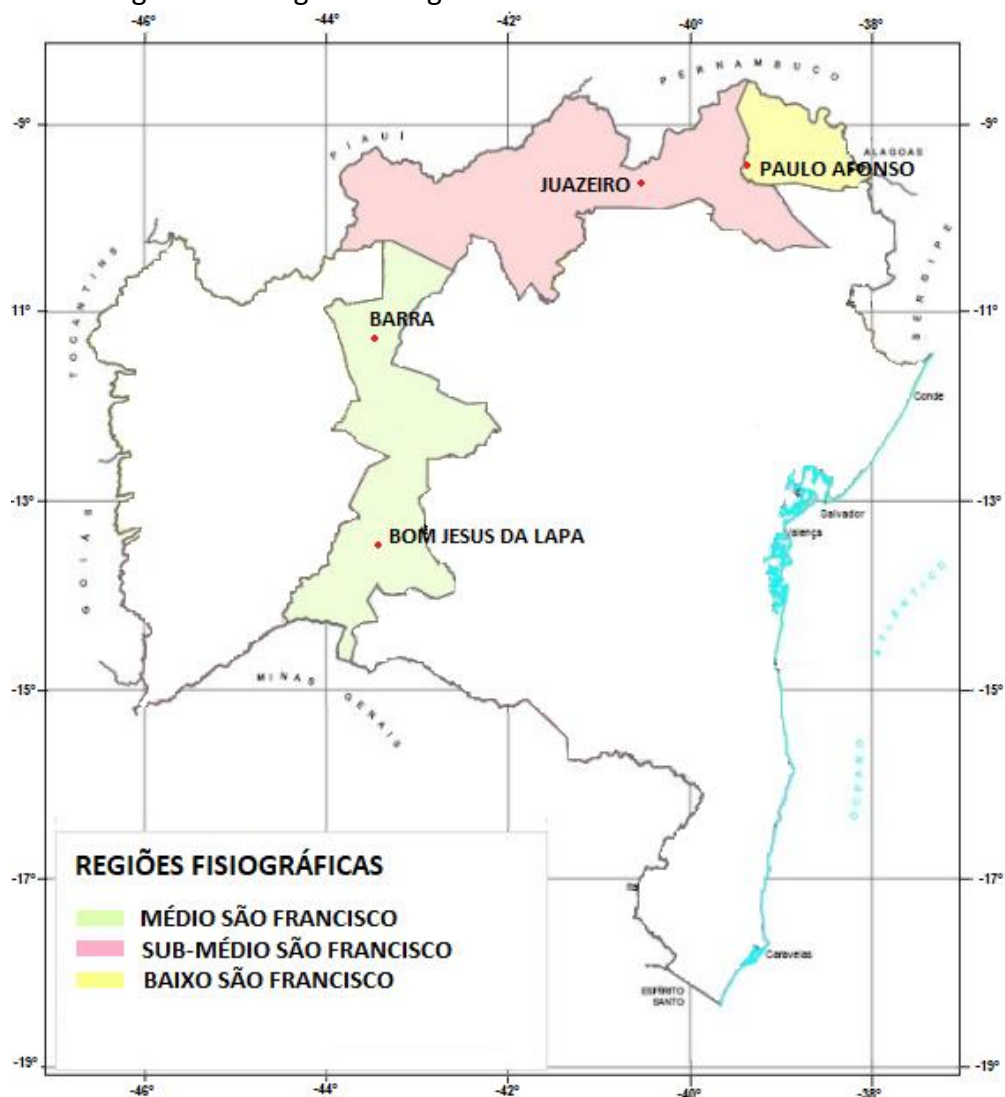 -46° -42° -40° -38°
PERNAMBUCO
-9° -9°
PIAUÍ
ALAGOAS
PAULO AFONSO
JUAZEIRO
TOCANTINS
SERGIPE
-11° -11°
BARRA
Conde
-13° -13°
Salvador
Valença
BOM JESUS DA LAPA
GOIÁS
ATLÂNTICO
-15° -15°
MINAS GERAIS
OCEANO
REGIÕES FISIOGRÁFICAS
-17° -17°
MÉDIO SÃO FRANCISCO
SUB-MÉDIO SÃO FRANCISCO
Caravelas
BAIXO SÃO FRANCISCO
ESPÍRITO
SANTO
-19° -19°
-46° -44° -42° -40° -38°